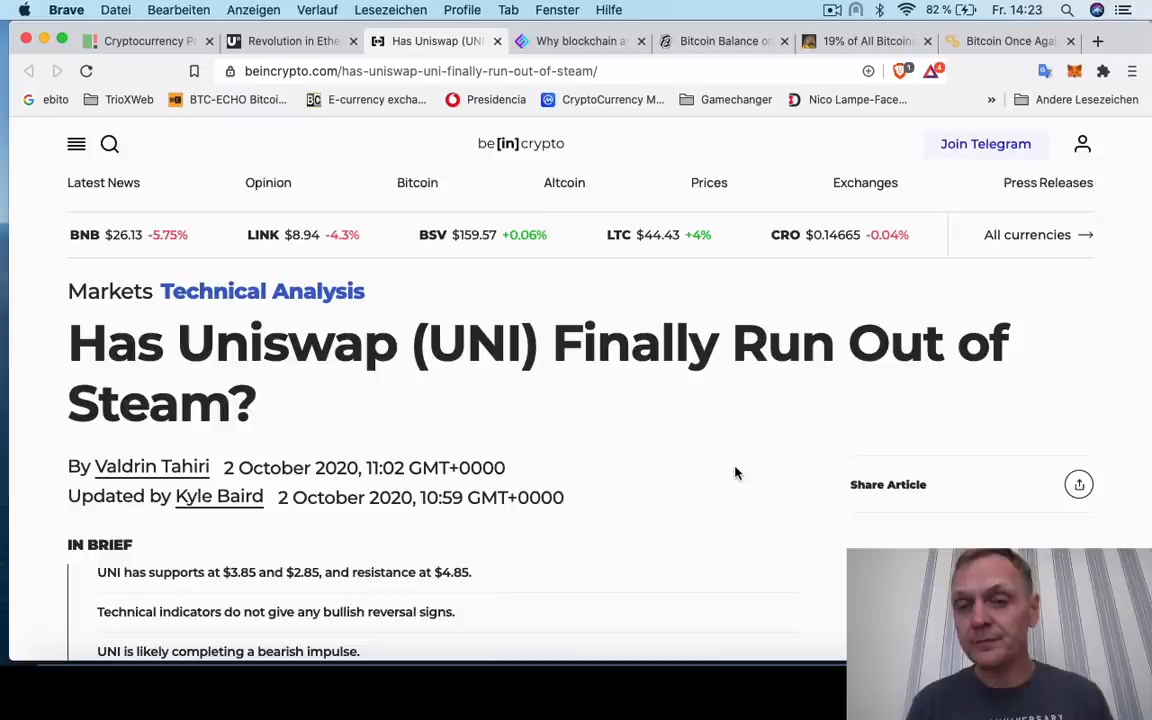 Brave Datei Bearbeiten Anzeigen Verlauf Lesezeichen Profile Tab Fenster Hilfe 82 % Fr. 14:23
Cryptocurrency P Revolution in Ethe Has Uniswap (UNI Why blockchain a Bitcoin Balance on 19% of All Bitcoins Bitcoin Once Aga
beincrypto.com/has-uniswap-uni-finally-run-out-of-steam/ 1 4
ebito TrioXWeb BTC-ECHO Bitcoi... E-currency excha... Presidencia CryptoCurrency M... Gamechanger Nico Lampe-Face... » Andere Lesezeichen
be[in]crypto Join Telegram
Latest News Opinion Bitcoin Altcoin Prices Exchanges Press Releases
BNB $26.13 -5.75% LINK $8.94 -4.3% BSV $159.57 +0.06% LTC $44.43 +4% CRO $0.14665 -0.04% All currencies →
Markets Technical Analysis
Has Uniswap (UNI) Finally Run Out of
Steam?
By Valdrin Tahiri 2 October 2020, 11:02 GMT+0000
Updated by Kyle Baird 2 October 2020, 10:59 GMT+0000
Share Article
IN BRIEF
UNI has supports at $3.85 and $2.85, and resistance at $4.85.
Technical indicators do not give any bullish reversal signs.
UNI is likely completing a bearish impulse.